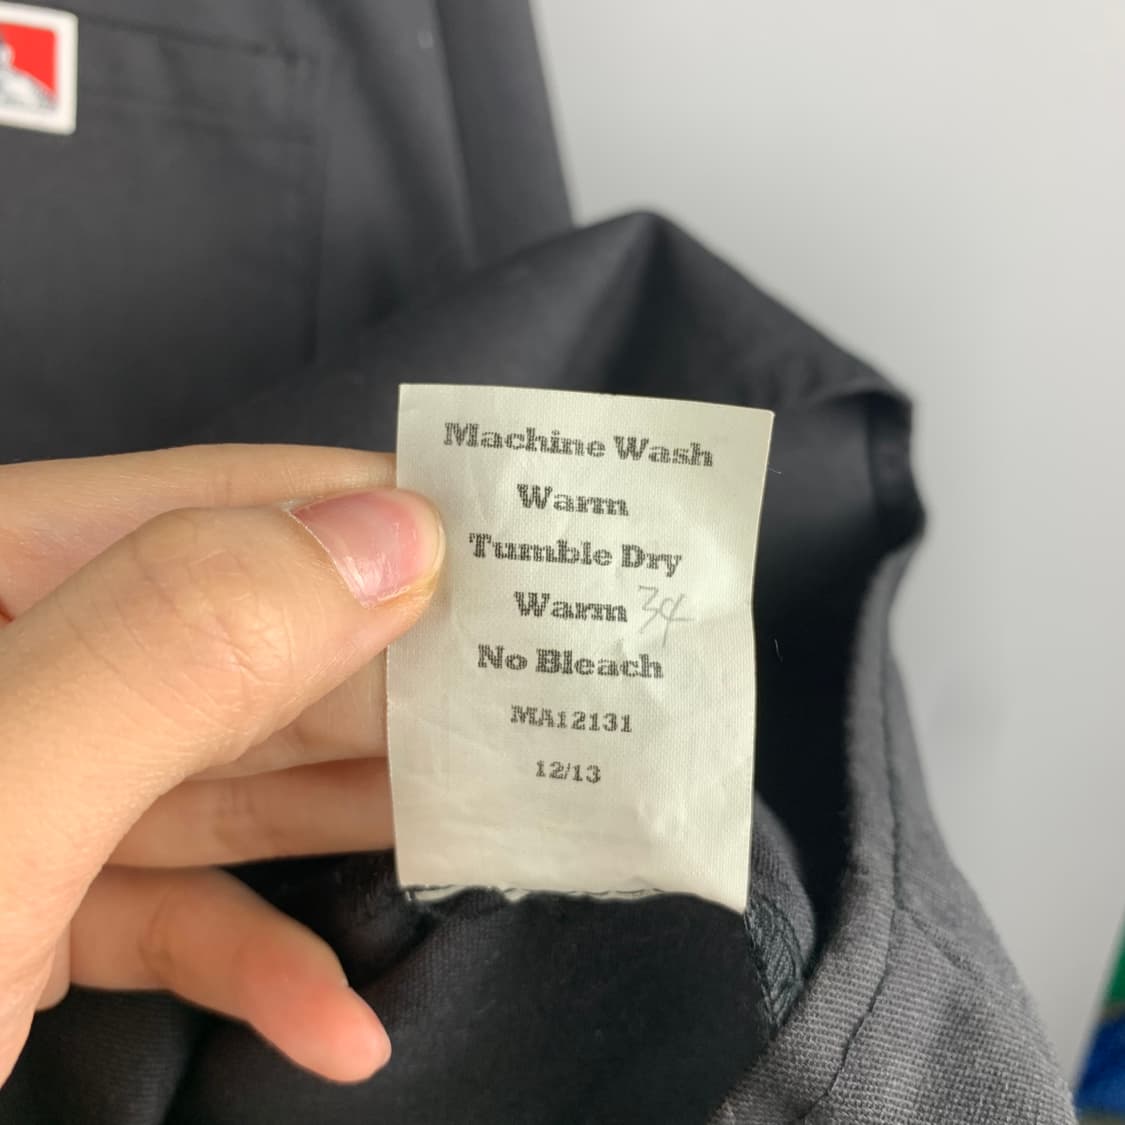 Machine Wash
Warm
Tumble Dry
Warm 34
No Bleach
MA12131
12/13